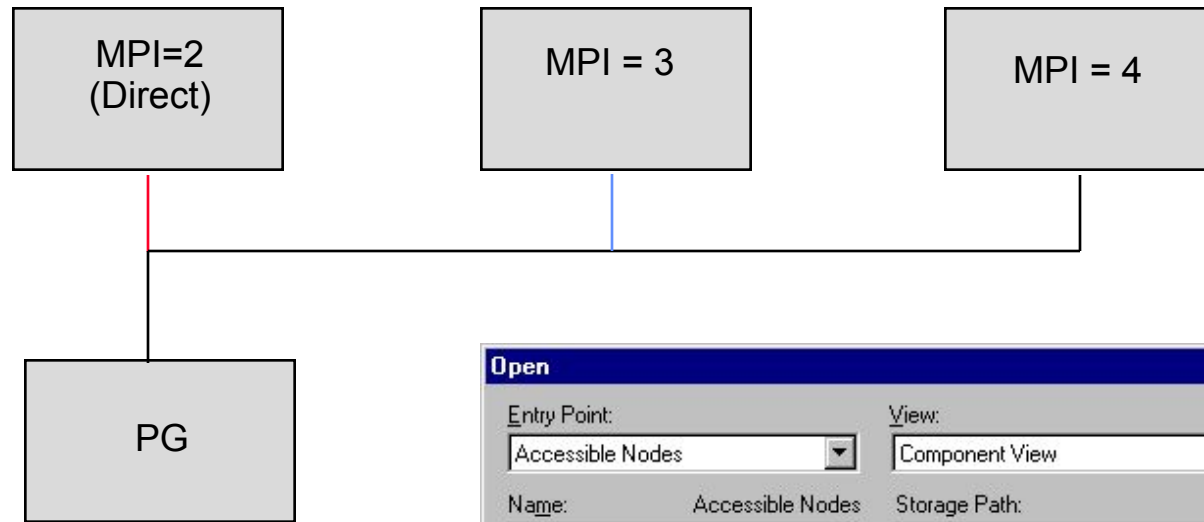 MPI=2
(Direct)
MPI = 3
MPI = 4
PG
Open
Entry Point:
View:
Accessible Nodes
Component View
Name:
Accessible Nodes
Storage Path: